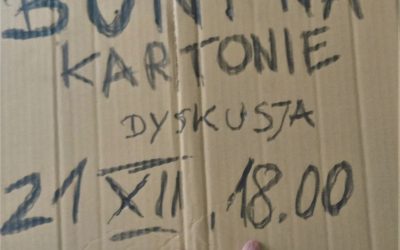 BUNT NA
KARTONIE
DYSKUSJA
21 XII, 18.00